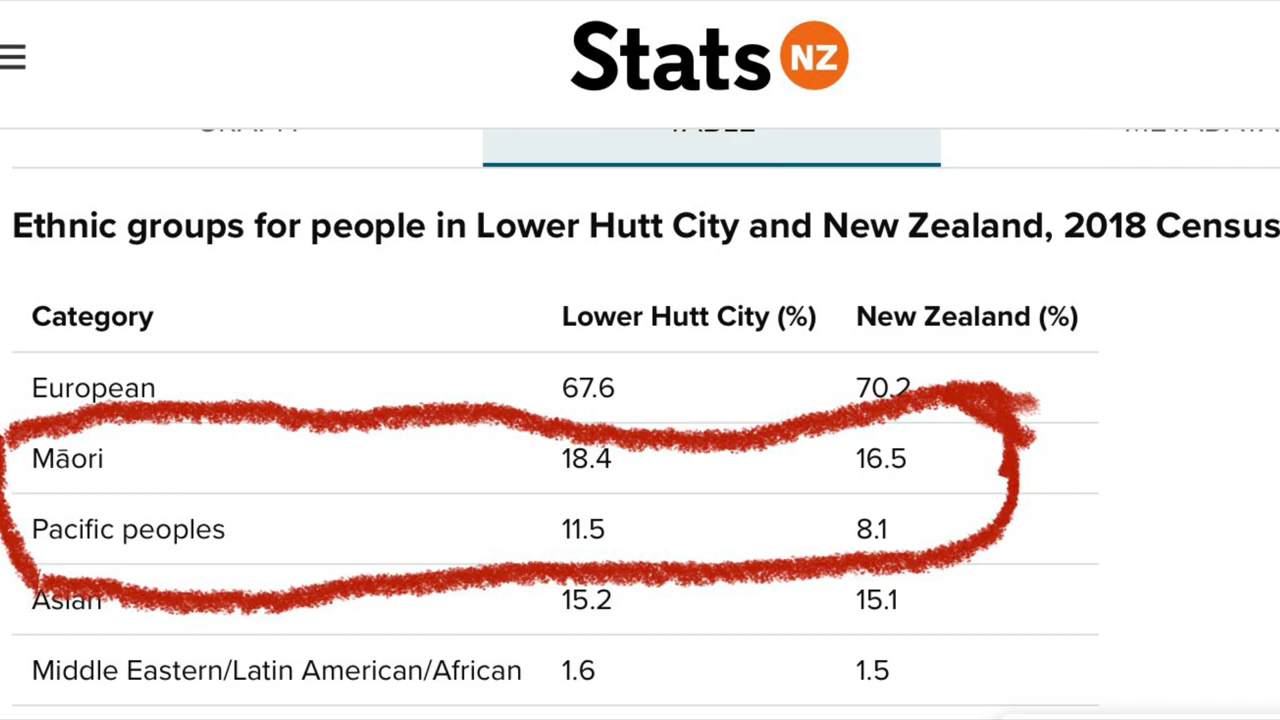 Stats NZ
TABLE
Ethnic groups for people in Lower Hutt City and New Zealand, 2018 Census
Category Lower Hutt City (%) New Zealand (%)
European 67.6 70.2
Māori 18.4 16.5
Pacific peoples 11.5 8.1
Asian 15.2 15.1
Middle Eastern/Latin American/African 1.6 1.5